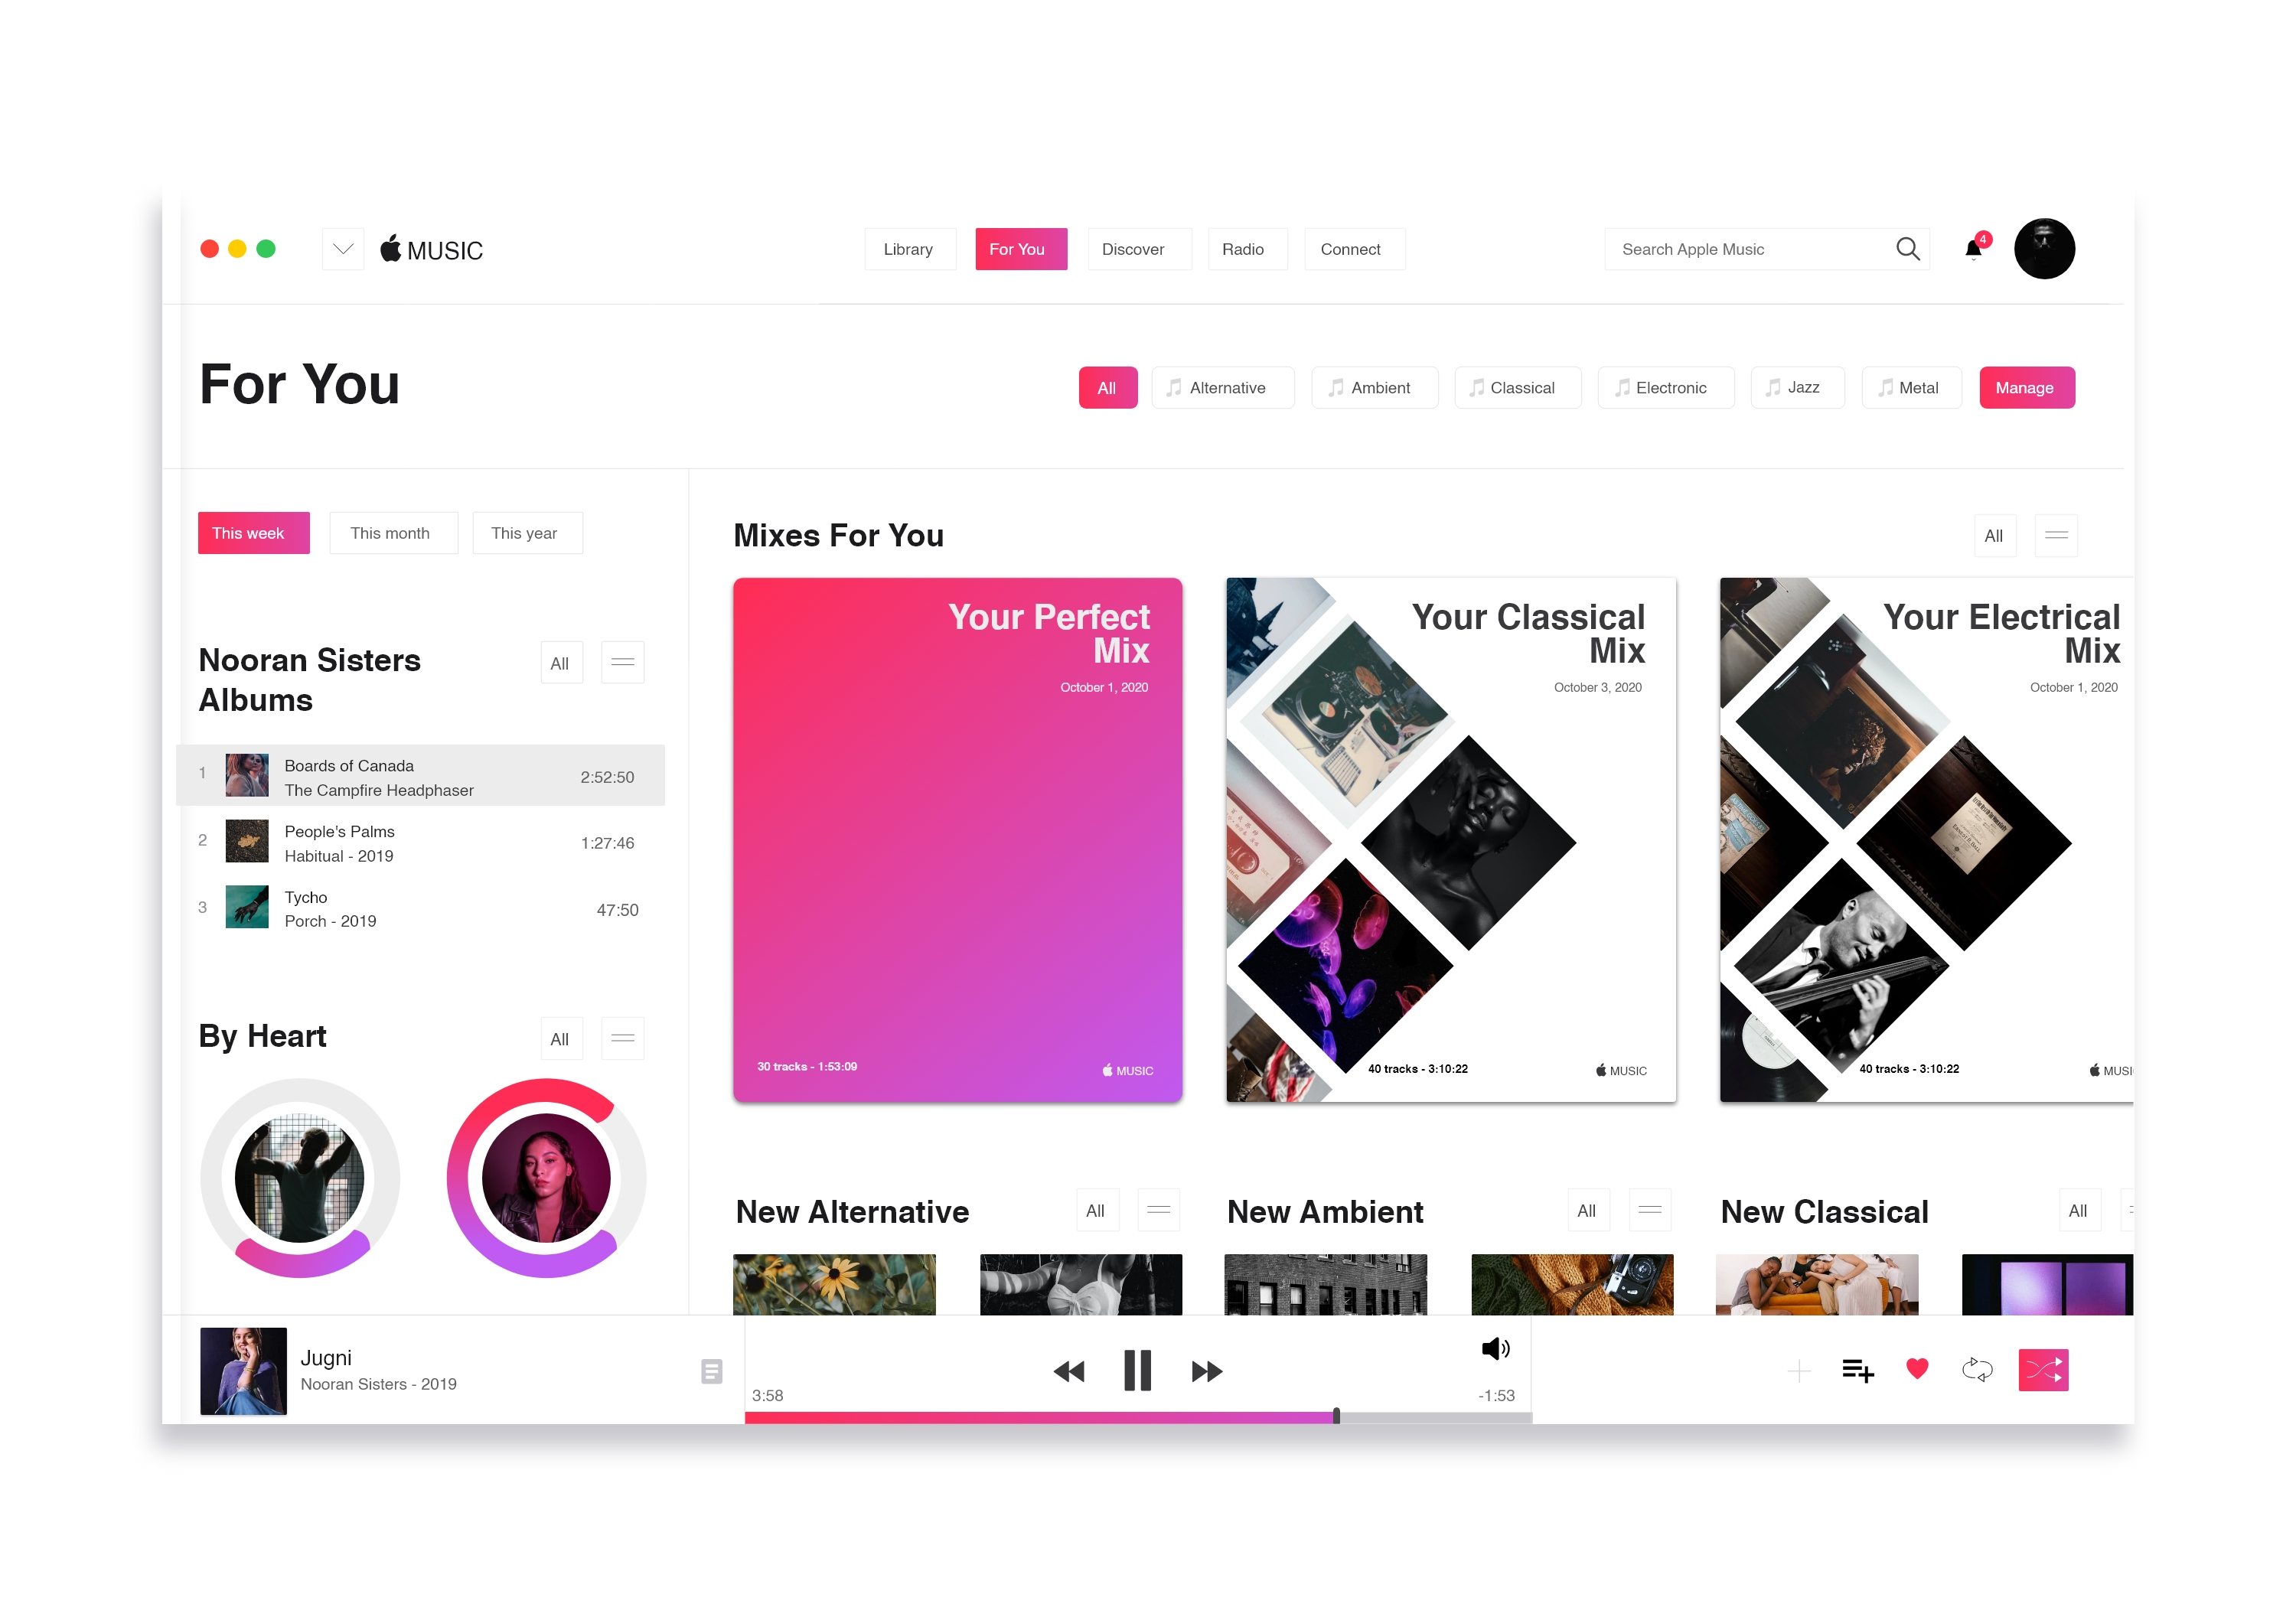 MUSIC
Library
For You
Discover
Radio
Connect
Search Apple Music
4
For You
All
Alternative
Ambient
Classical
Electronic
Jazz
Metal
Manage
This week
This month
This year
Nooran Sisters
Albums
All
1
Boards of Canada
The Campfire Headphaser
2:52:50
2
People's Palms
Habitual - 2019
1:27:46
3
Tycho
Porch - 2019
47:50
By Heart
All
Mixes For You
All
Your Perfect
Mix
October 1, 2020
30 tracks - 1:53:09
MUSIC
Your Classical
Mix
October 3, 2020
40 tracks - 3:10:22
MUSIC
Your Electrical
Mix
October 1, 2020
40 tracks - 3:10:22
MUSI
New Alternative
All
New Ambient
All
New Classical
All
Jugni
Nooran Sisters - 2019
3:58
-1:53